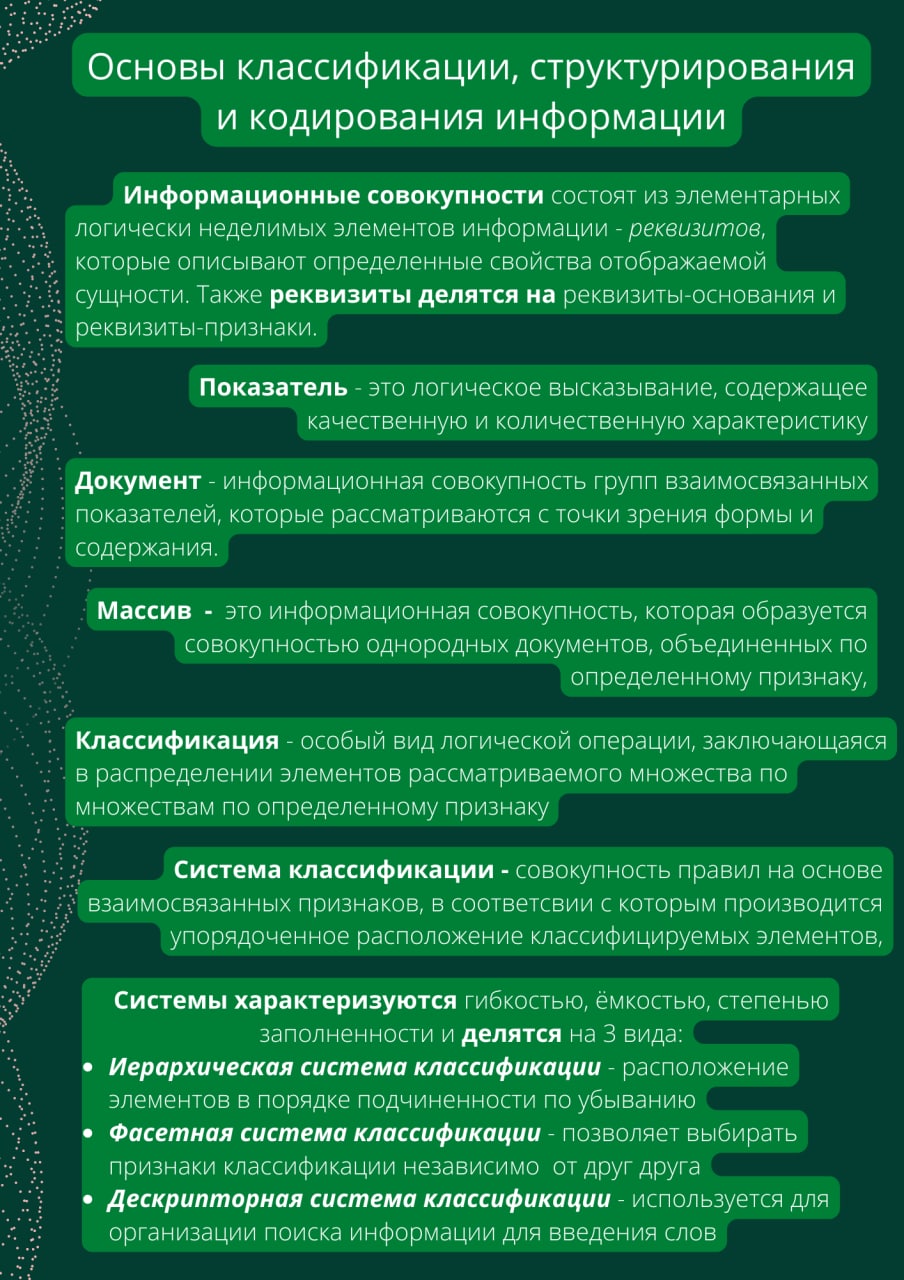 Основы классификации, структурирования
и кодирования информации
Информационные совокупности состоят из элементарных
логически неделимых элементов информации - реквизитов,
которые описывают определенные свойства отображаемой
сущности. Также реквизиты делятся на реквизиты-основания и
реквизиты-признаки.
Показатель - это логическое высказывание, содержащее
качественную и количественную характеристику
Документ - информационная совокупность групп взаимосвязанных
показателей, которые рассматриваются с точки зрения формы и
содержания.
Массив - это информационная совокупность, которая образуется
совокупностью однородных документов, объединенных по
определенному признаку,
Классификация - особый вид логической операции, заключающаяся
в распределении элементов рассматриваемого множества по
множествам по определенному признаку
Система классификации - совокупность правил на основе
взаимосвязанных признаков, в соответсвии с которым производится
упорядоченное расположение классифицируемых элементов,
Системы характеризуются гибкостью, ёмкостью, степенью
заполненности и делятся на 3 вида:
• Иерархическая система классификации - расположение
элементов в порядке подчиненности по убыванию
• Фасетная система классификации - позволяет выбирать
признаки классификации независимо от друг друга
• Дескрипторная система классификации - используется для
организации поиска информации для введения слов